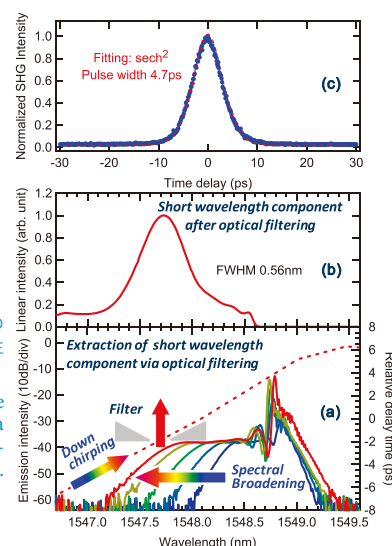 Normalized SHG Intensity
1.0
0.8
0.6
0.4
0.2
0.0
Fitting: sech2
Pulse width 4.7ps
(c)
-30
-20
-10
0
10
20
30
Time delay (ps)
Linear intensity (arb. unit)
1.2
1.0
0.8
0.6
0.4
0.2
0.0
Short wavelength component
after optical filtering
FWHM 0.56nm
(b)
Emission intensity (10dB/div)
0
-10
-20
-30
-40
-50
-60
Extraction of short wavelength
component via optical filtering
Filter
(a)
Down
chirping
Spectral
Broadening
8
6
4
2
0
-2
-4
-6
-8
Relative delay time (ps)
1547.0
1547.5
1548.0
1548.5
1549.0
1549.5
Wavelength (nm)